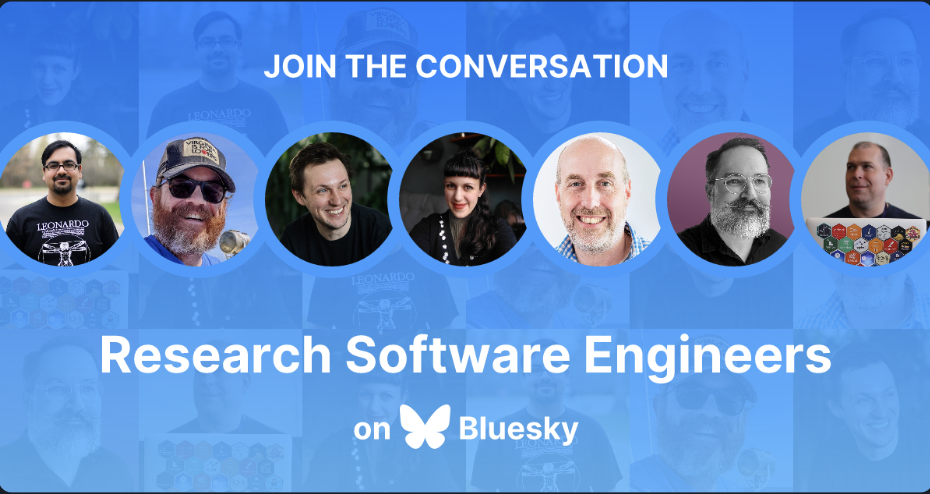 JOIN THE CONVERSATION
LEONARDO
Research Software Engineers
on Bluesky